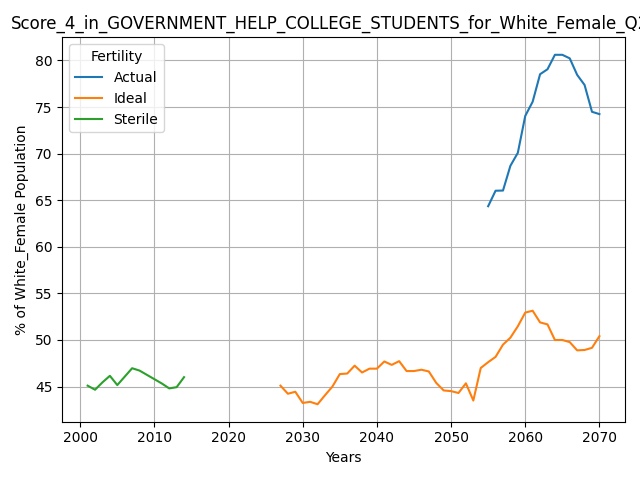 Score_4_in_GOVERNMENT_HELP_COLLEGE_STUDENTS_for_White_Female_Q
Fertility
Actual
Ideal
Sterile
% of White_Female Population
80
75
70
65
60
55
50
45
2000 2010 2020 2030 2040 2050 2060 2070
Years